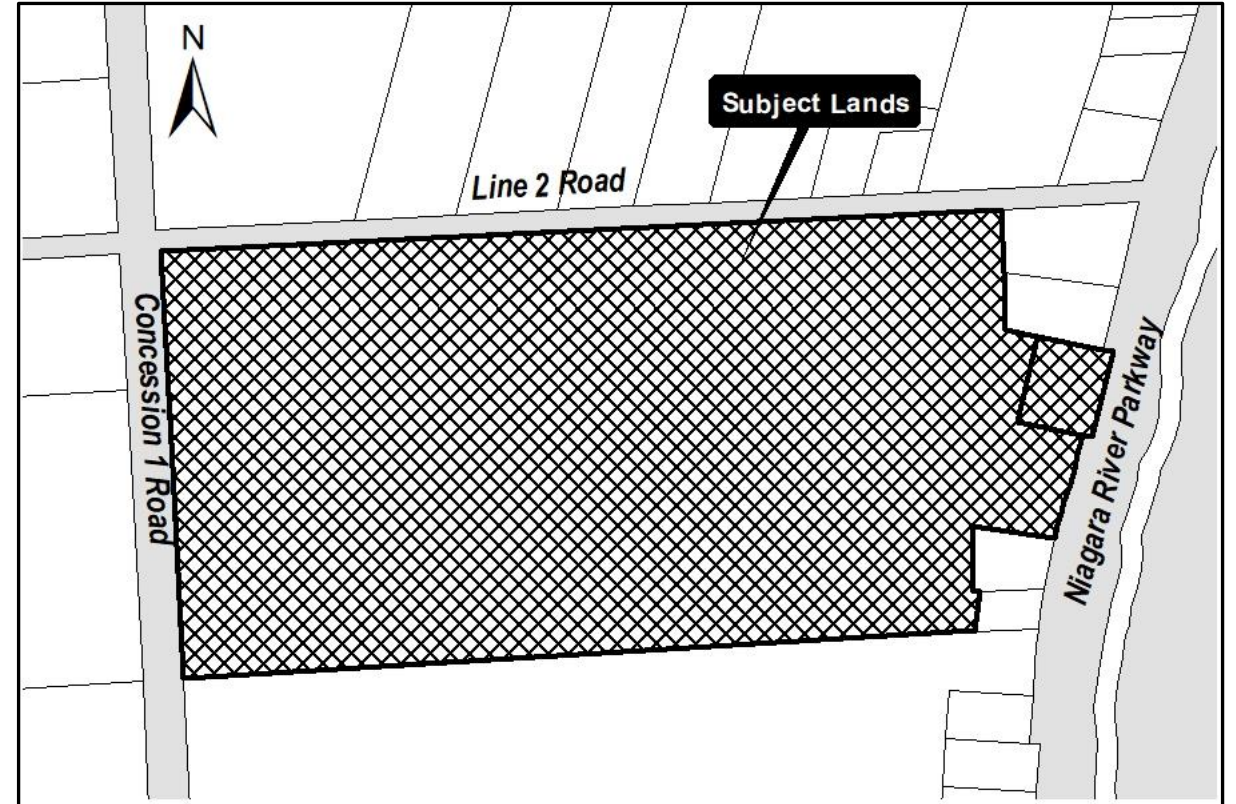 N
Subject Lands
Line 2 Road
Concession 1 Road
Niagara River Parkway